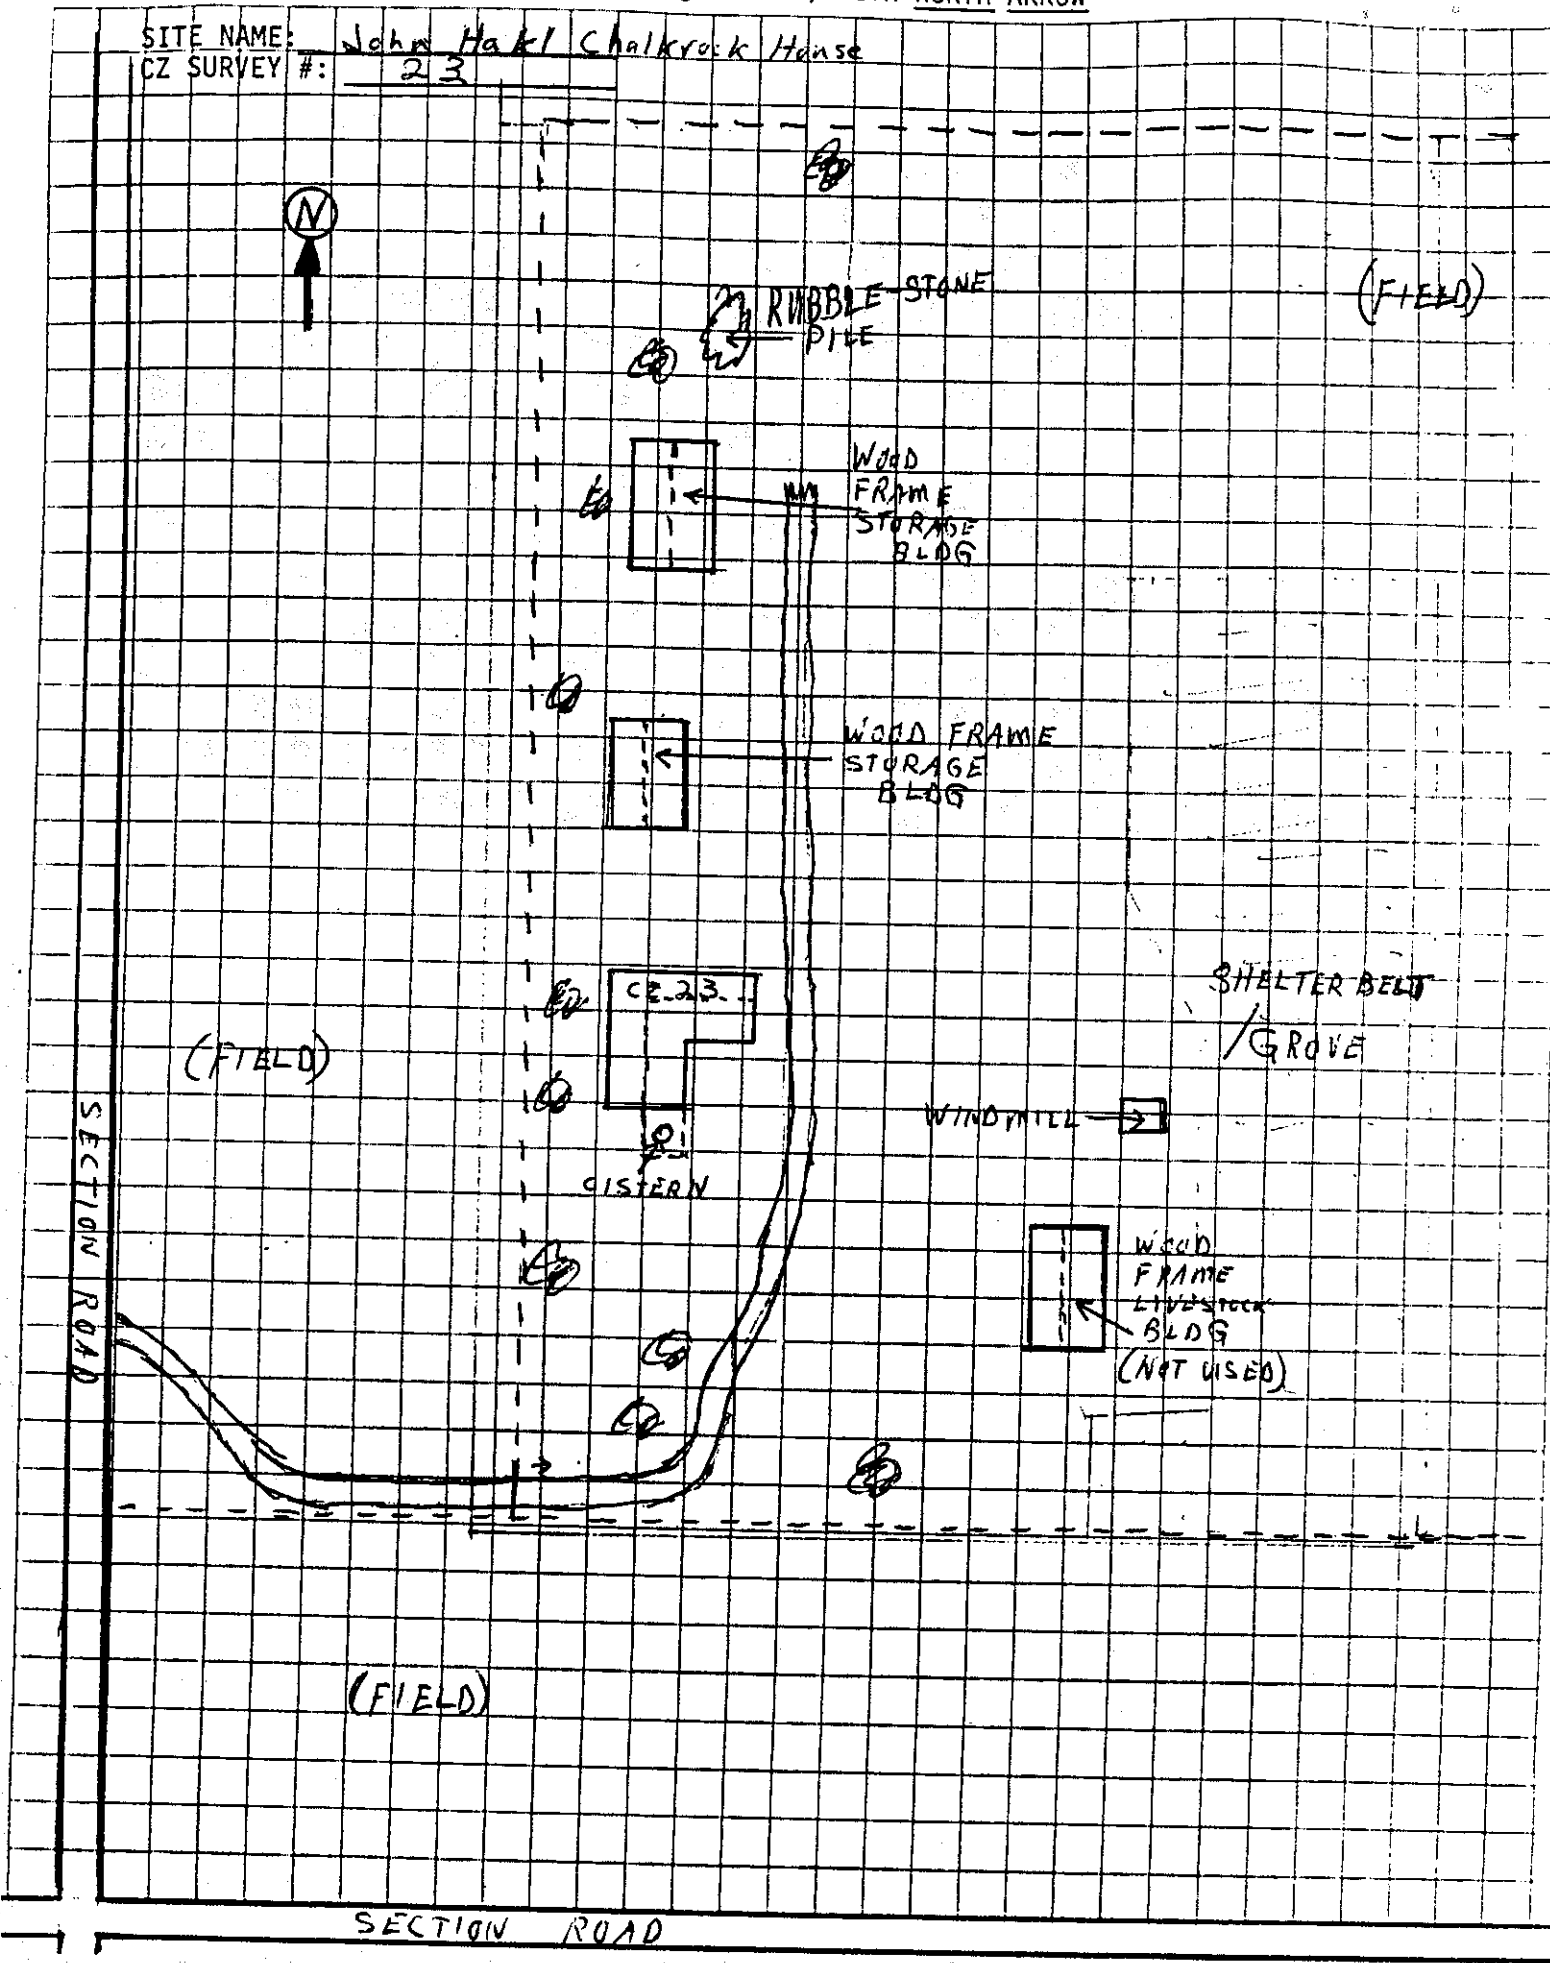 NORTH ARROW
SITE NAME: John Hakl Chalkrock House
CZ SURVEY #: 23
N
(FIELD)
RUBBLE-STONE
PILE
WOOD
FRAME
STORAGE
BLDG
WOOD FRAME
STORAGE
BLDG
CZ-23
SHELTER BELT
/GROVE
(FIELD)
WINDMILL
CISTERN
SECTION ROAD
WOOD
FRAME
LIVESTOCK
BLDG
(NOT USED)
(FIELD)
SECTION ROAD